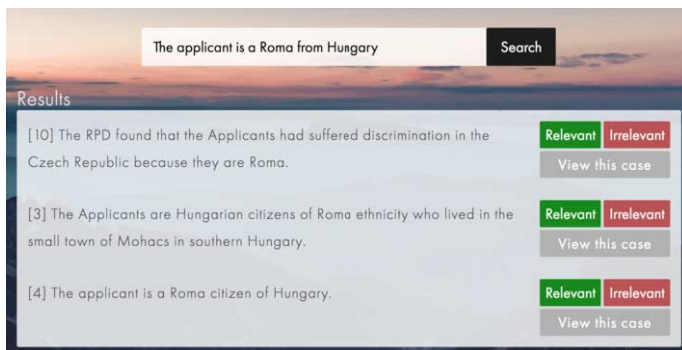 The applicant is a Roma from Hungary Search
Results
[10] The RPD found that the Applicants had suffered discrimination in the Relevant Irrelevant
Czech Republic because they are Roma. View this case
[3] The Applicants are Hungarian citizens of Roma ethnicity who lived in the Relevant Irrelevant
small town of Mohacs in southern Hungary. View this case
[4] The applicant is a Roma citizen of Hungary. Relevant Irrelevant
View this case